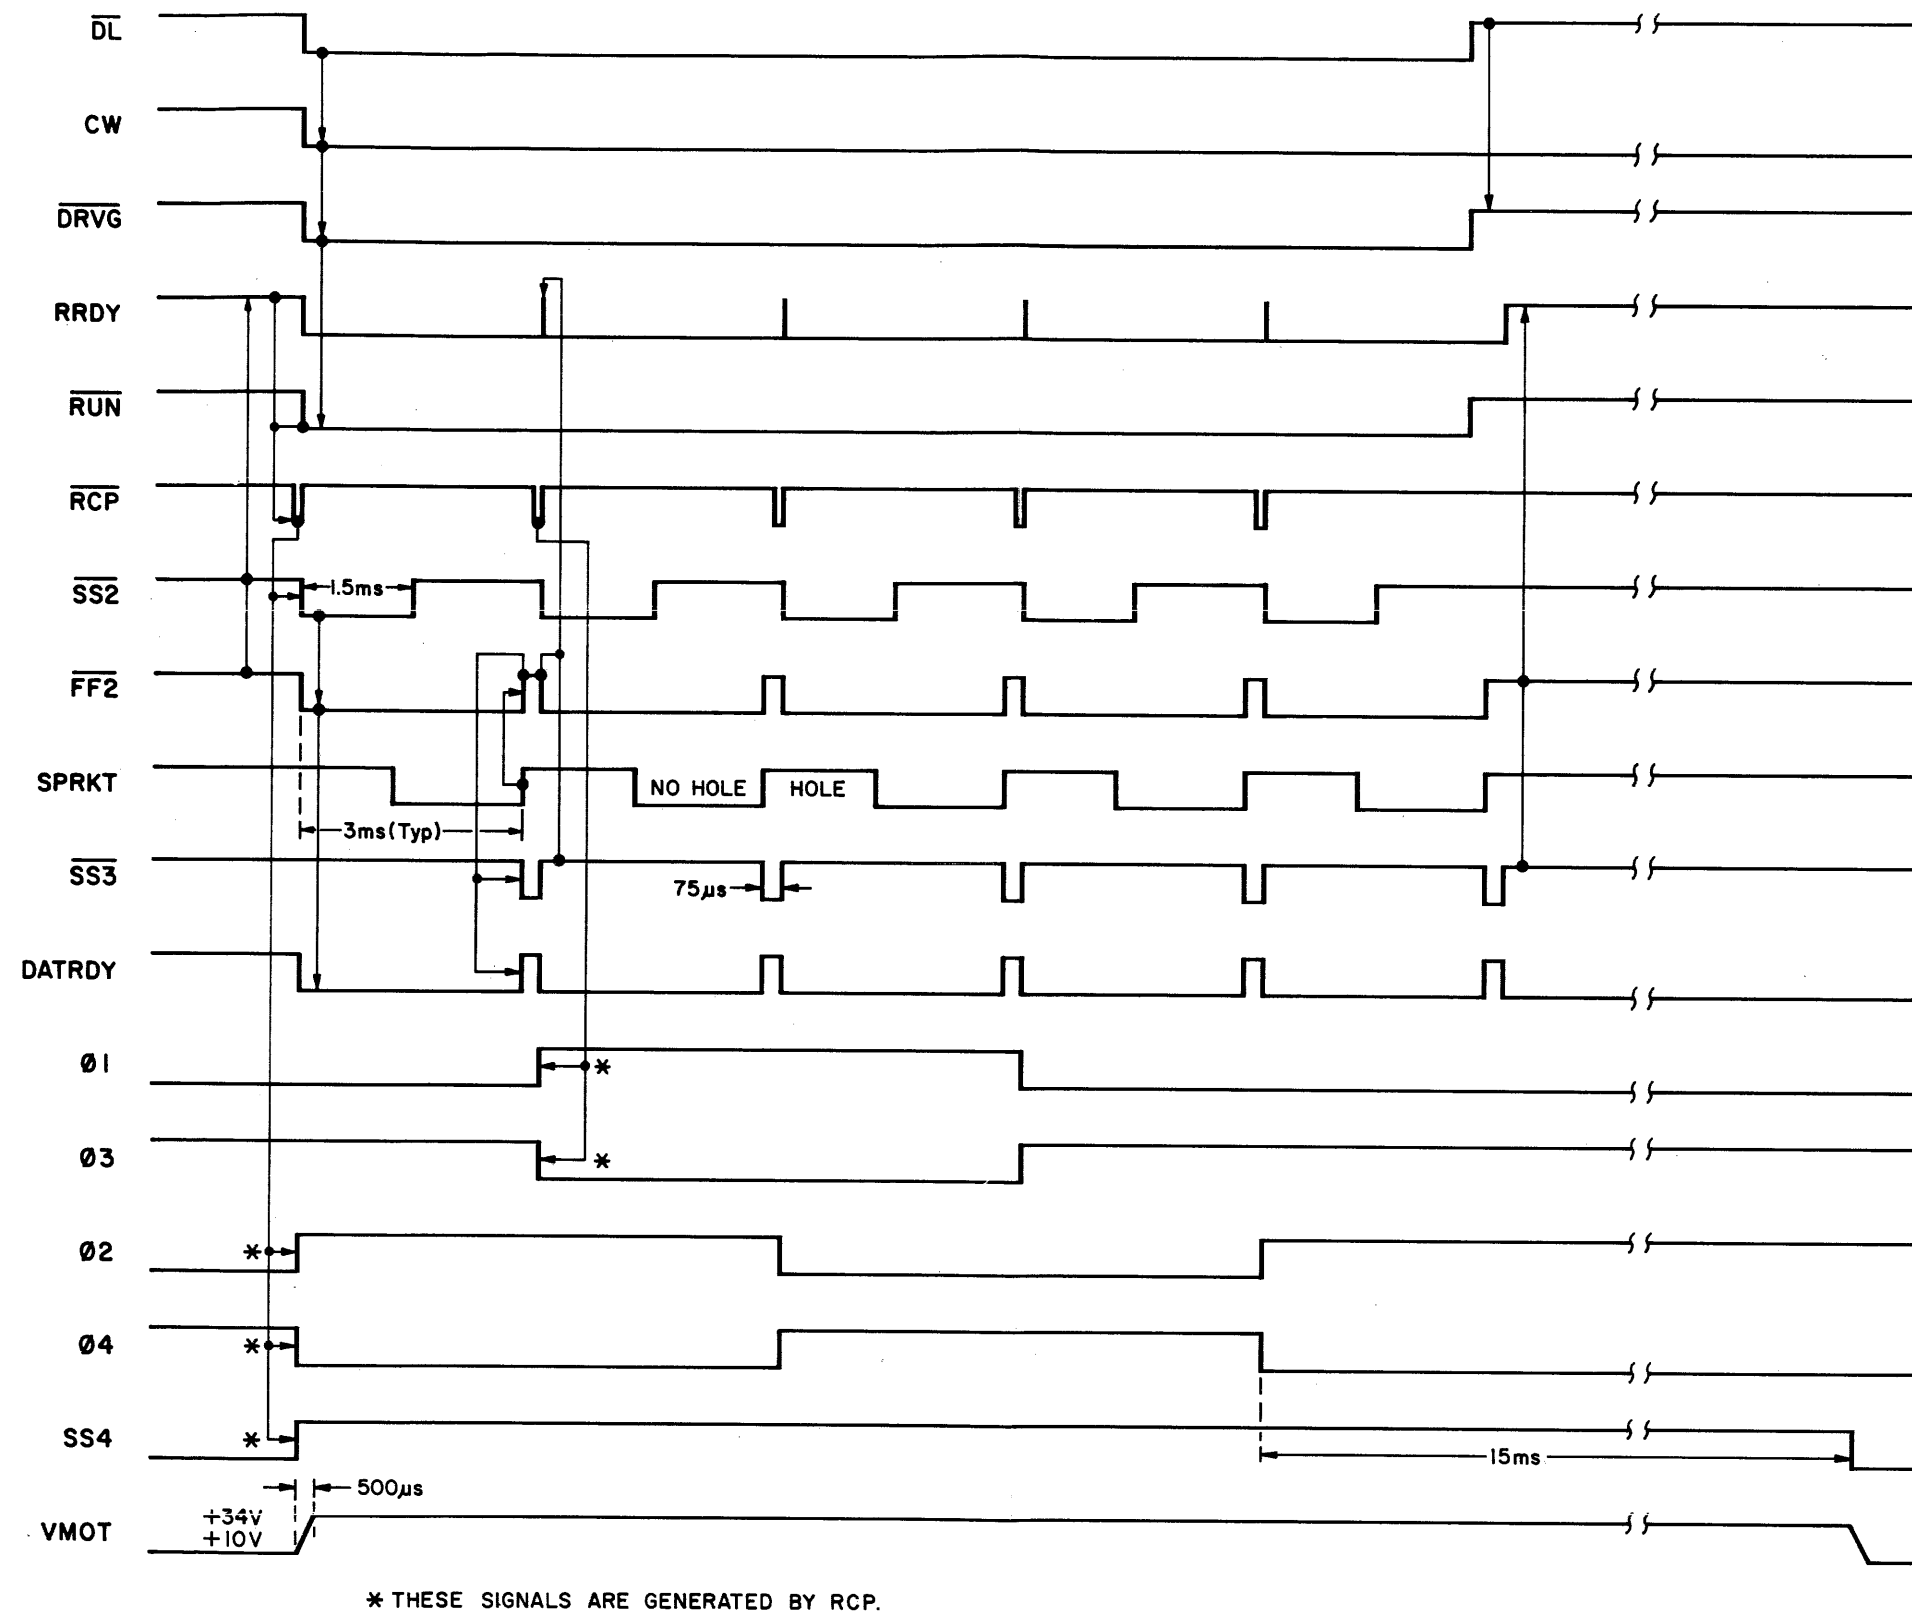 DL
CW
DRVG
RRDY
RUN
RCP
SS2
1.5ms
FF2
SPRKT
NO HOLE
HOLE
3ms(Typ)
SS3
75µs
DATRDY
Ø1
*
Ø3
*
Ø2
*
Ø4
*
SS4
*
15ms
500µs
+34V
VMOT
+10V
* THESE SIGNALS ARE GENERATED BY RCP.